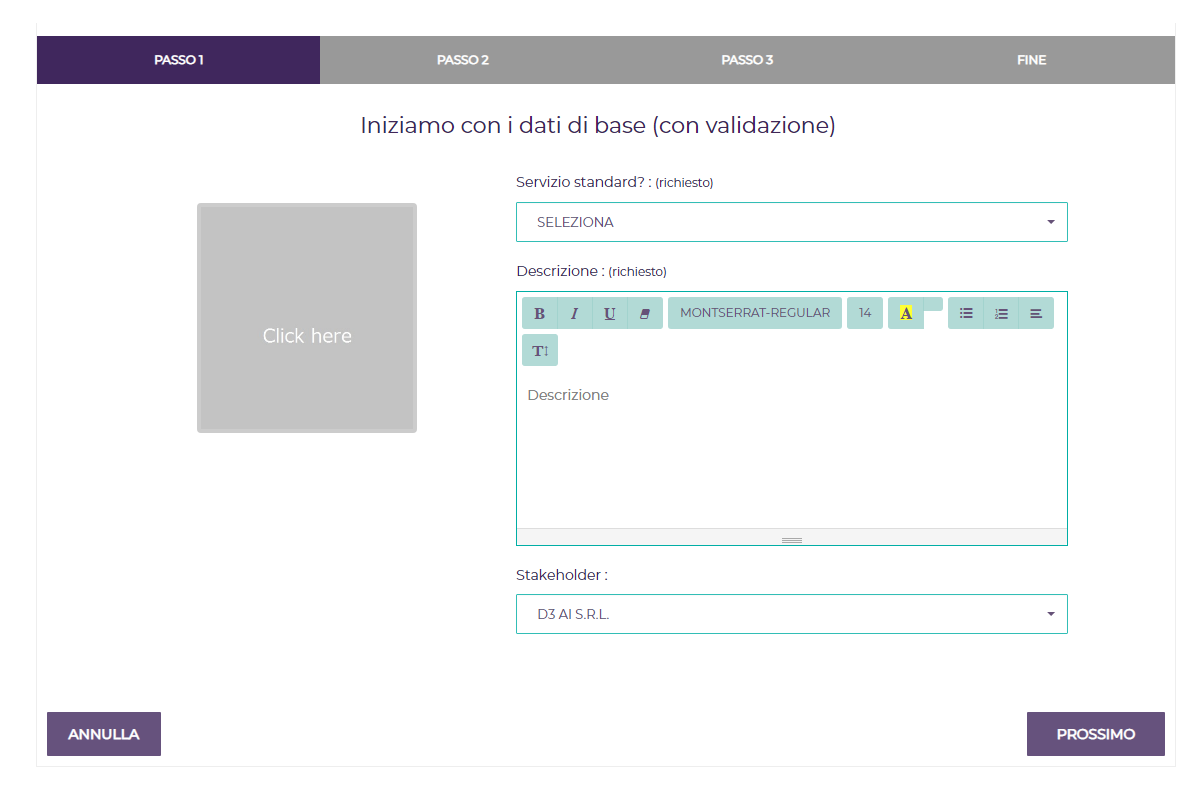 PASSO 1 PASSO 2 PASSO 3 FINE
Iniziamo con i dati di base (con validazione)
Servizio standard? : (richiesto)
SELEZIONA
Click here
Descrizione : (richiesto)
B I U MONTSERRAT-REGULAR 14 A
T
Descrizione
Stakeholder :
D3 AI S.R.L.
ANNULLA PROSSIMO